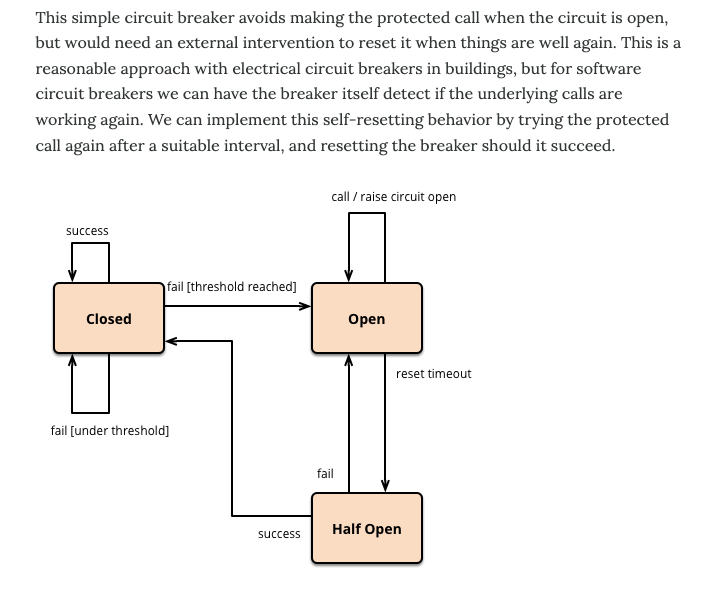 This simple circuit breaker avoids making the protected call when the circuit is open,
but would need an external intervention to reset it when things are well again. This is a
reasonable approach with electrical circuit breakers in buildings, but for software
circuit breakers we can have the breaker itself detect if the underlying calls are
working again. We can implement this self-resetting behavior by trying the protected
call again after a suitable interval, and resetting the breaker should it succeed.
call / raise circuit open
success
fail [threshold reached]
Closed
Open
reset timeout
fail [under threshold]
fail
Half Open
success